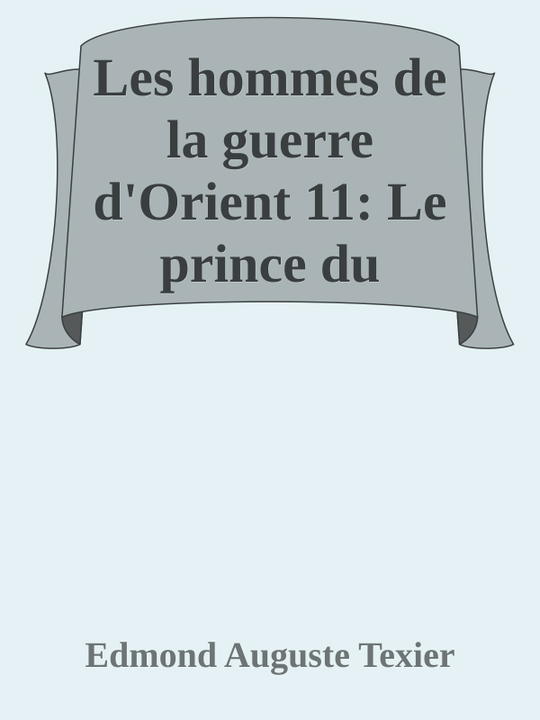 Les hommes de
la guerre
d'Orient 11: Le
prince du
Edmond Auguste Texier